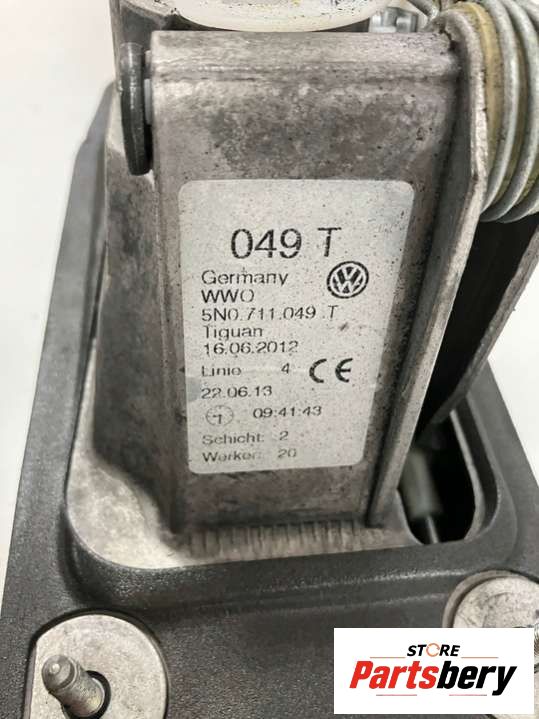 049 T
Germany
WWO
5N0.711.049 .T
Tiguan
16.06.2012
Linie 4 CE
22.06.13
09:41:43
Schicht: 2
Werker: 20
STORE
Partsbery